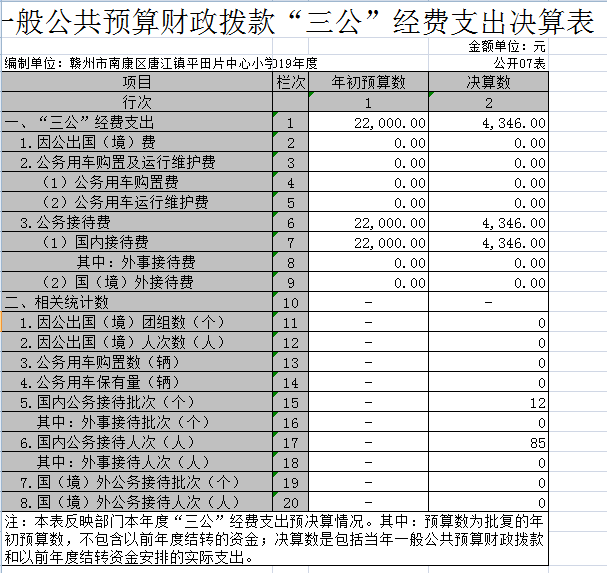 一般公共预算财政拨款“三公”经费支出决算表
金额单位：元
编制单位：赣州市南康区唐江镇平田片中心小学 019年度 公开07表
项目 栏次 年初预算数 决算数
行次 1 2
一、“三公”经费支出 1 22,000.00 4,346.00
1.因公出国（境）费 2 0.00 0.00
2.公务用车购置及运行维护费 3 0.00 0.00
（1）公务用车购置费 4 0.00 0.00
（2）公务用车运行维护费 5 0.00 0.00
3.公务接待费 6 22,000.00 4,346.00
（1）国内接待费 7 22,000.00 4,346.00
其中：外事接待费 8 0.00 0.00
（2）国（境）外接待费 9 0.00 0.00
二、相关统计数 10 – –
1.因公出国（境）团组数（个） 11 – 0
2.因公出国（境）人次数（人） 12 – 0
3.公务用车购置数（辆） 13 – 0
4.公务用车保有量（辆） 14 – 0
5.国内公务接待批次（个） 15 – 12
其中：外事接待批次（个） 16 – 0
6.国内公务接待人次（人） 17 – 85
其中：外事接待人次（人） 18 – 0
7.国（境）外公务接待批次（个） 19 – 0
8.国（境）外公务接待人次（人） 20 – 0
注：本表反映部门本年度“三公”经费支出预决算情况。其中：预算数为批复的年
初预算数，不包含以前年度结转的资金；决算数是包括当年一般公共预算财政拨款
和以前年度结转资金安排的实际支出。